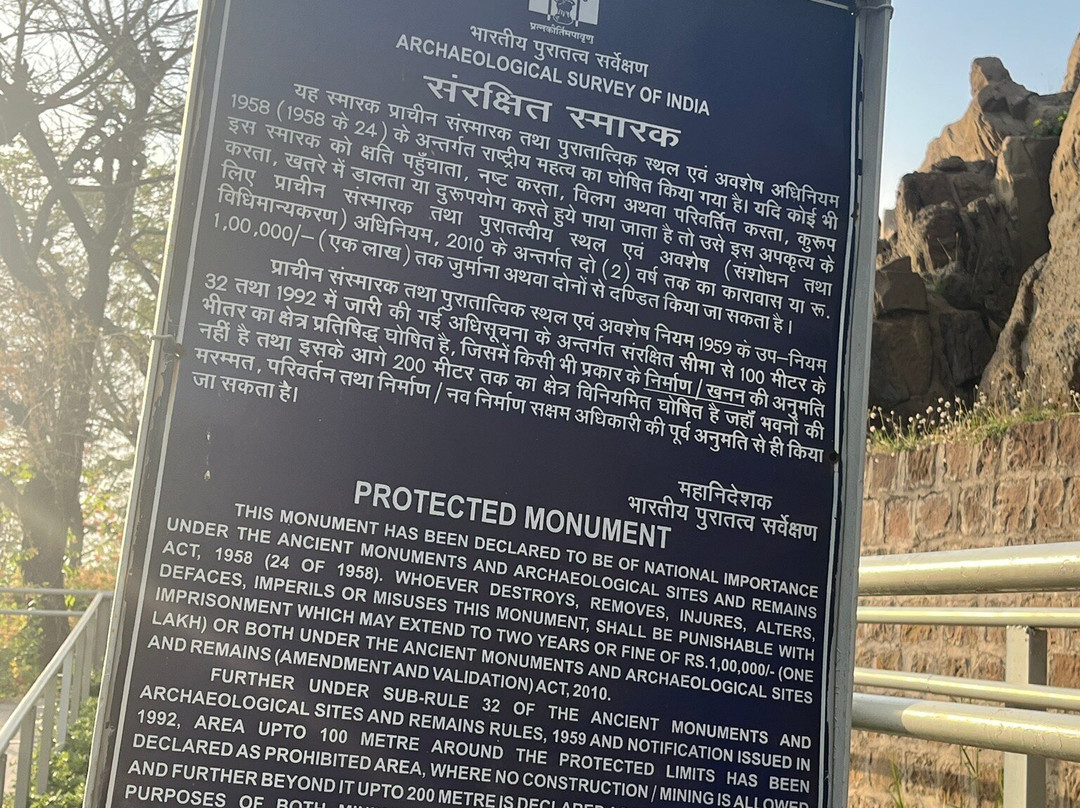 प्रत्नकीर्तिमपावृणु
भारतीय पुरातत्व सर्वेक्षण
ARCHAEOLOGICAL SURVEY OF INDIA
संरक्षित स्मारक
यह स्मारक प्राचीन संस्मारक तथा पुरातात्विक स्थल एवं अवशेष अधिनियम
1958 (1958 के 24) के अन्तर्गत राष्ट्रीय महत्व का घोषित किया गया है। यदि कोई भी
इस स्मारक को क्षति पहुँचाता, नष्ट करता, विलग अथवा परिवर्तित करता, कुरूप
करता, खतरे में डालता या दुरूपयोग करते हुये पाया जाता है तो उसे इस अपकृत्य के
लिए प्राचीन संस्मारक तथा पुरातत्वीय स्थल एवं अवशेष (संशोधन तथा
विधिमान्यकरण) अधिनियम, 2010 के अन्तर्गत दो (2) वर्ष तक का कारावास या रू.
1,00,000/– (एक लाख) तक जुर्माना अथवा दोनों से दण्डित किया जा सकता है।
प्राचीन संस्मारक तथा पुरातात्विक स्थल एवं अवशेष नियम 1959 के उप–नियम
32 तथा 1992 में जारी की गई अधिसूचना के अन्तर्गत संरक्षित सीमा से 100 मीटर के
भीतर का क्षेत्र प्रतिषिद्ध घोषित है, जिसमें किसी भी प्रकार के निर्माण / खनन की अनुमति
नहीं है तथा इसके आगे 200 मीटर तक का क्षेत्र विनियमित घोषित है जहाँ भवनों की
मरम्मत, परिवर्तन तथा निर्माण / नव निर्माण सक्षम अधिकारी की पूर्व अनुमति से ही किया
जा सकता है।
महानिदेशक
भारतीय पुरातत्व सर्वेक्षण
PROTECTED MONUMENT
THIS MONUMENT HAS BEEN DECLARED TO BE OF NATIONAL IMPORTANCE
UNDER THE ANCIENT MONUMENTS AND ARCHAEOLOGICAL SITES AND REMAINS
ACT, 1958 (24 OF 1958). WHOEVER DESTROYS, REMOVES, INJURES, ALTERS,
DEFACES, IMPERILS OR MISUSES THIS MONUMENT, SHALL BE PUNISHABLE WITH
IMPRISONMENT WHICH MAY EXTEND TO TWO YEARS OR FINE OF RS.1,00,000/- (ONE
LAKH) OR BOTH UNDER THE ANCIENT MONUMENTS AND ARCHAEOLOGICAL SITES
AND REMAINS (AMENDMENT AND VALIDATION) ACT, 2010.
FURTHER UNDER SUB-RULE 32 OF THE ANCIENT MONUMENTS AND
ARCHAEOLOGICAL SITES AND REMAINS RULES, 1959 AND NOTIFICATION ISSUED IN
1992, AREA UPTO 100 METRE AROUND THE PROTECTED LIMITS HAS BEEN
DECLARED AS PROHIBITED AREA, WHERE NO CONSTRUCTION / MINING IS ALLOWED
AND FURTHER BEYOND IT UPTO 200 METRE IS DECLARED
PURPOSES OF BOTH